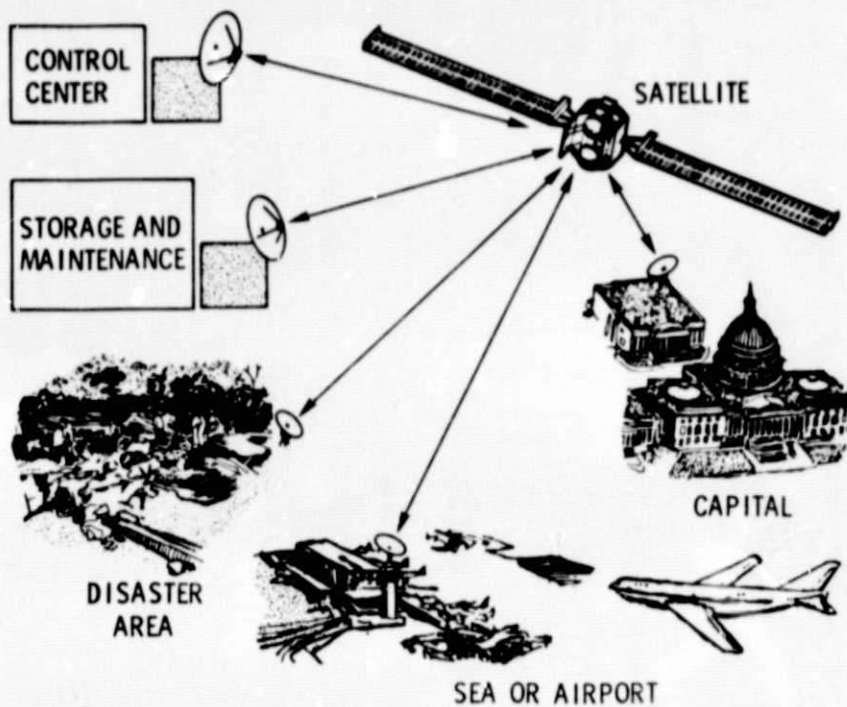 CONTROL
CENTER
SATELLITE
STORAGE AND
MAINTENANCE
CAPITAL
DISASTER
AREA
SEA OR AIRPORT